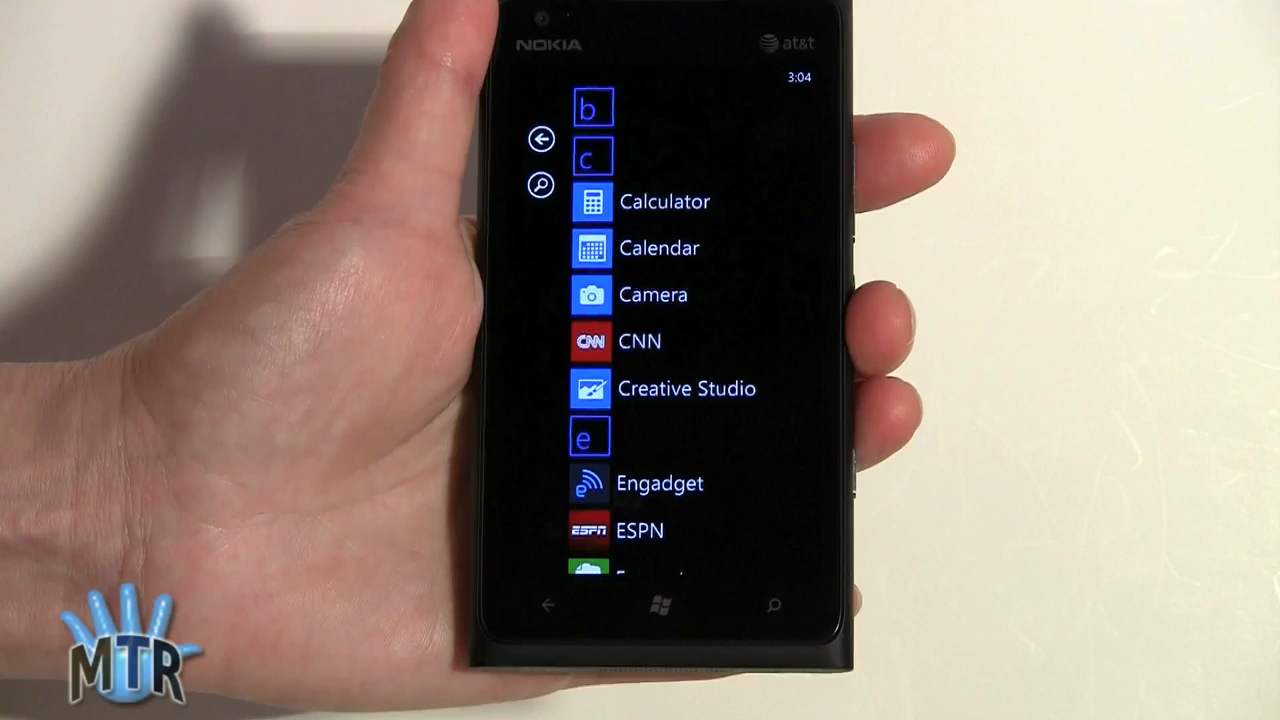 NOKIA at&t
3:04
b
c
Calculator
Calendar
Camera
CNN CNN
Creative Studio
e
e Engadget
ESPN ESPN
MTR